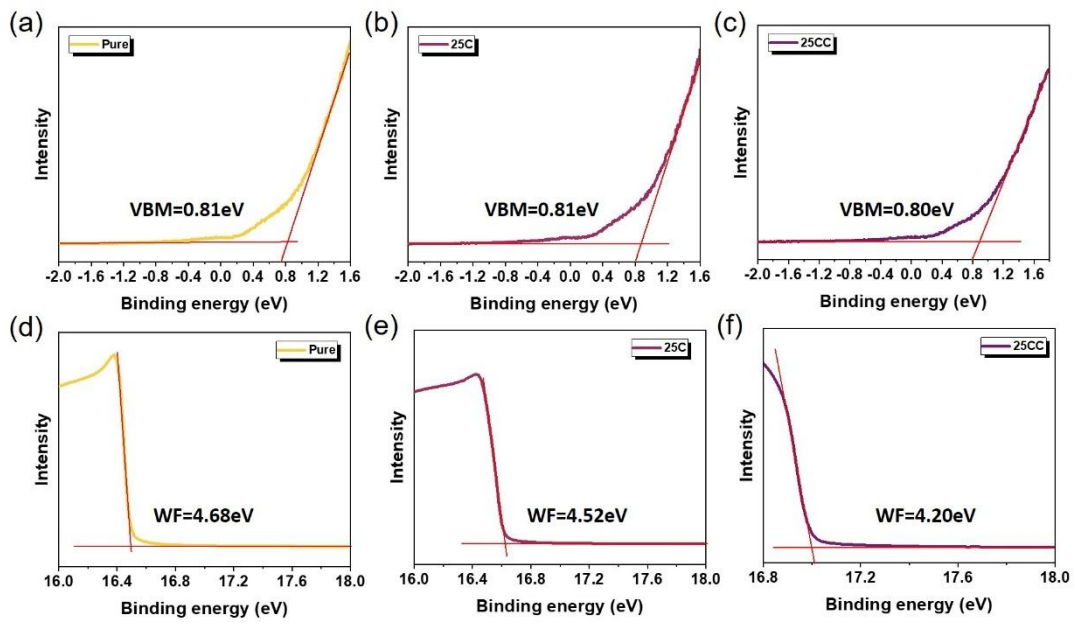 (a)
Pure
Intensity
VBM=0.81eV
-2.0 -1.6 -1.2 -0.8 -0.4 0.0 0.4 0.8 1.2 1.6
Binding energy (eV)
(b)
25C
Intensity
VBM=0.81eV
-2.0 -1.6 -1.2 -0.8 -0.4 0.0 0.4 0.8 1.2 1.6
Binding energy (eV)
(c)
25CC
Intensity
VBM=0.80eV
-2.0 -1.6 -1.2 -0.8 -0.4 0.0 0.4 0.8 1.2 1.6
Binding energy (eV)
(d)
Pure
Intensity
WF=4.68eV
16.0 16.4 16.8 17.2 17.6 18.0
Binding energy (eV)
(e)
25C
Intensity
WF=4.52eV
16.0 16.4 16.8 17.2 17.6 18.0
Binding energy (eV)
(f)
25CC
Intensity
WF=4.20eV
16.8 17.2 17.6 18.0
Binding energy (eV)